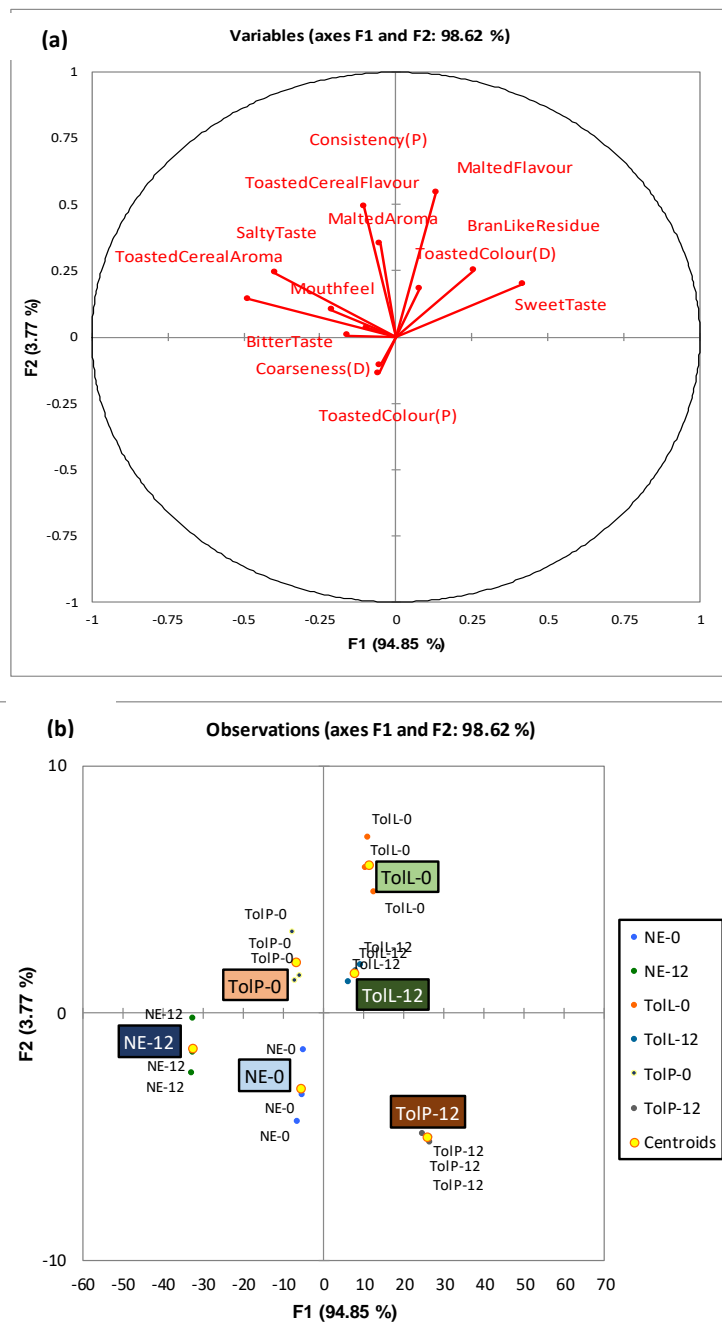 (a)
Variables (axes F1 and F2: 98.62 %)
1
0.75
Consistency(P)
MaltedFlavour
ToastedCerealFlavour
0.5
MaltedAroma
BranLikeResidue
SaltyTaste
ToastedCerealAroma
ToastedColour(D)
0.25
Mouthfeel
SweetTaste
F2 (3.77 %)
0
BitterTaste
Coarseness(D)
-0.25
ToastedColour(P)
-0.5
-0.75
-1
-1 -0.75 -0.5 -0.25 0 0.25 0.5 0.75 1
F1 (94.85 %)
(b)
Observations (axes F1 and F2: 98.62 %)
10
TolL-0
TolL-0
TolL-0
TolL-0
TolP-0
TolP-0
TolP-0
TolP-0
TolL-12
TolL-12
TolL-12
TolL-12
F2 (3.77 %)
0
NE-12
NE-12
NE-12
NE-12
NE-0
NE-0
NE-0
NE-0
TolP-12
TolP-12
TolP-12
TolP-12
-10
-60 -50 -40 -30 -20 -10 0 10 20 30 40 50 60 70
F1 (94.85 %)
NE-0
NE-12
TolL-0
TolL-12
TolP-0
TolP-12
Centroids